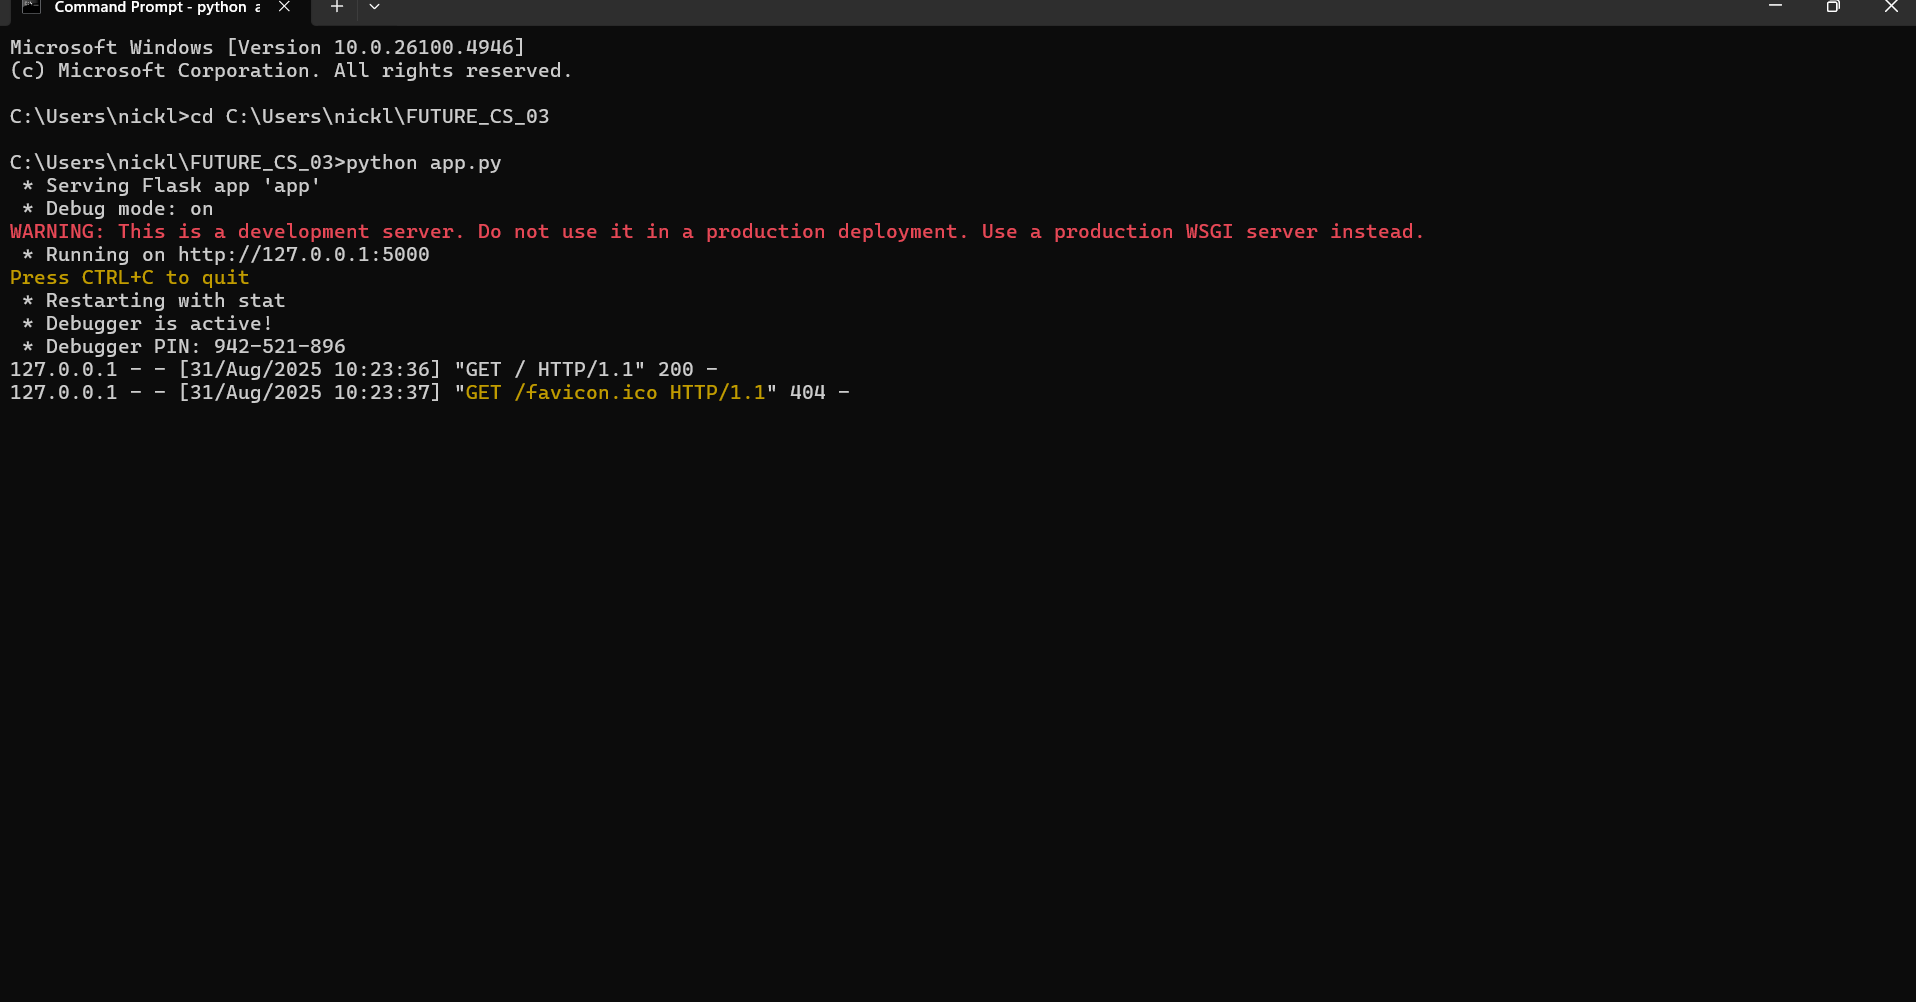 Command Prompt - python
Microsoft Windows [Version 10.0.26100.4946]
(c) Microsoft Corporation. All rights reserved.
C:\Users\nickl>cd C:\Users\nickl\FUTURE_CS_03
C:\Users\nickl\FUTURE_CS_03>python app.py
 * Serving Flask app 'app'
 * Debug mode: on
WARNING: This is a development server. Do not use it in a production deployment. Use a production WSGI server instead.
 * Running on http://127.0.0.1:5000
Press CTRL+C to quit
 * Restarting with stat
 * Debugger is active!
 * Debugger PIN: 942-521-896
127.0.0.1 - - [31/Aug/2025 10:23:36] "GET / HTTP/1.1" 200 -
127.0.0.1 - - [31/Aug/2025 10:23:37] "GET /favicon.ico HTTP/1.1" 404 -